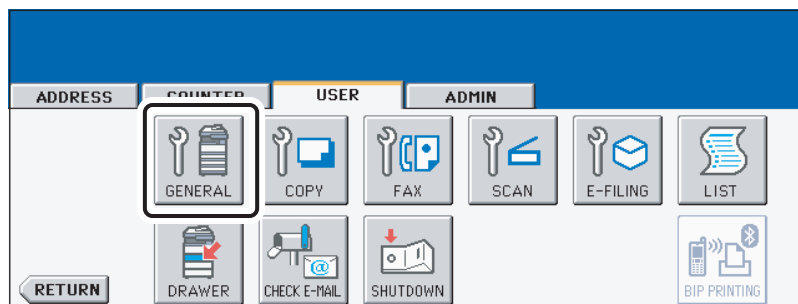 ADDRESS COUNTER USER ADMIN
GENERAL COPY FAX SCAN E-FILING LIST
@
RETURN DRAWER CHECK E-MAIL SHUTDOWN BIP PRINTING